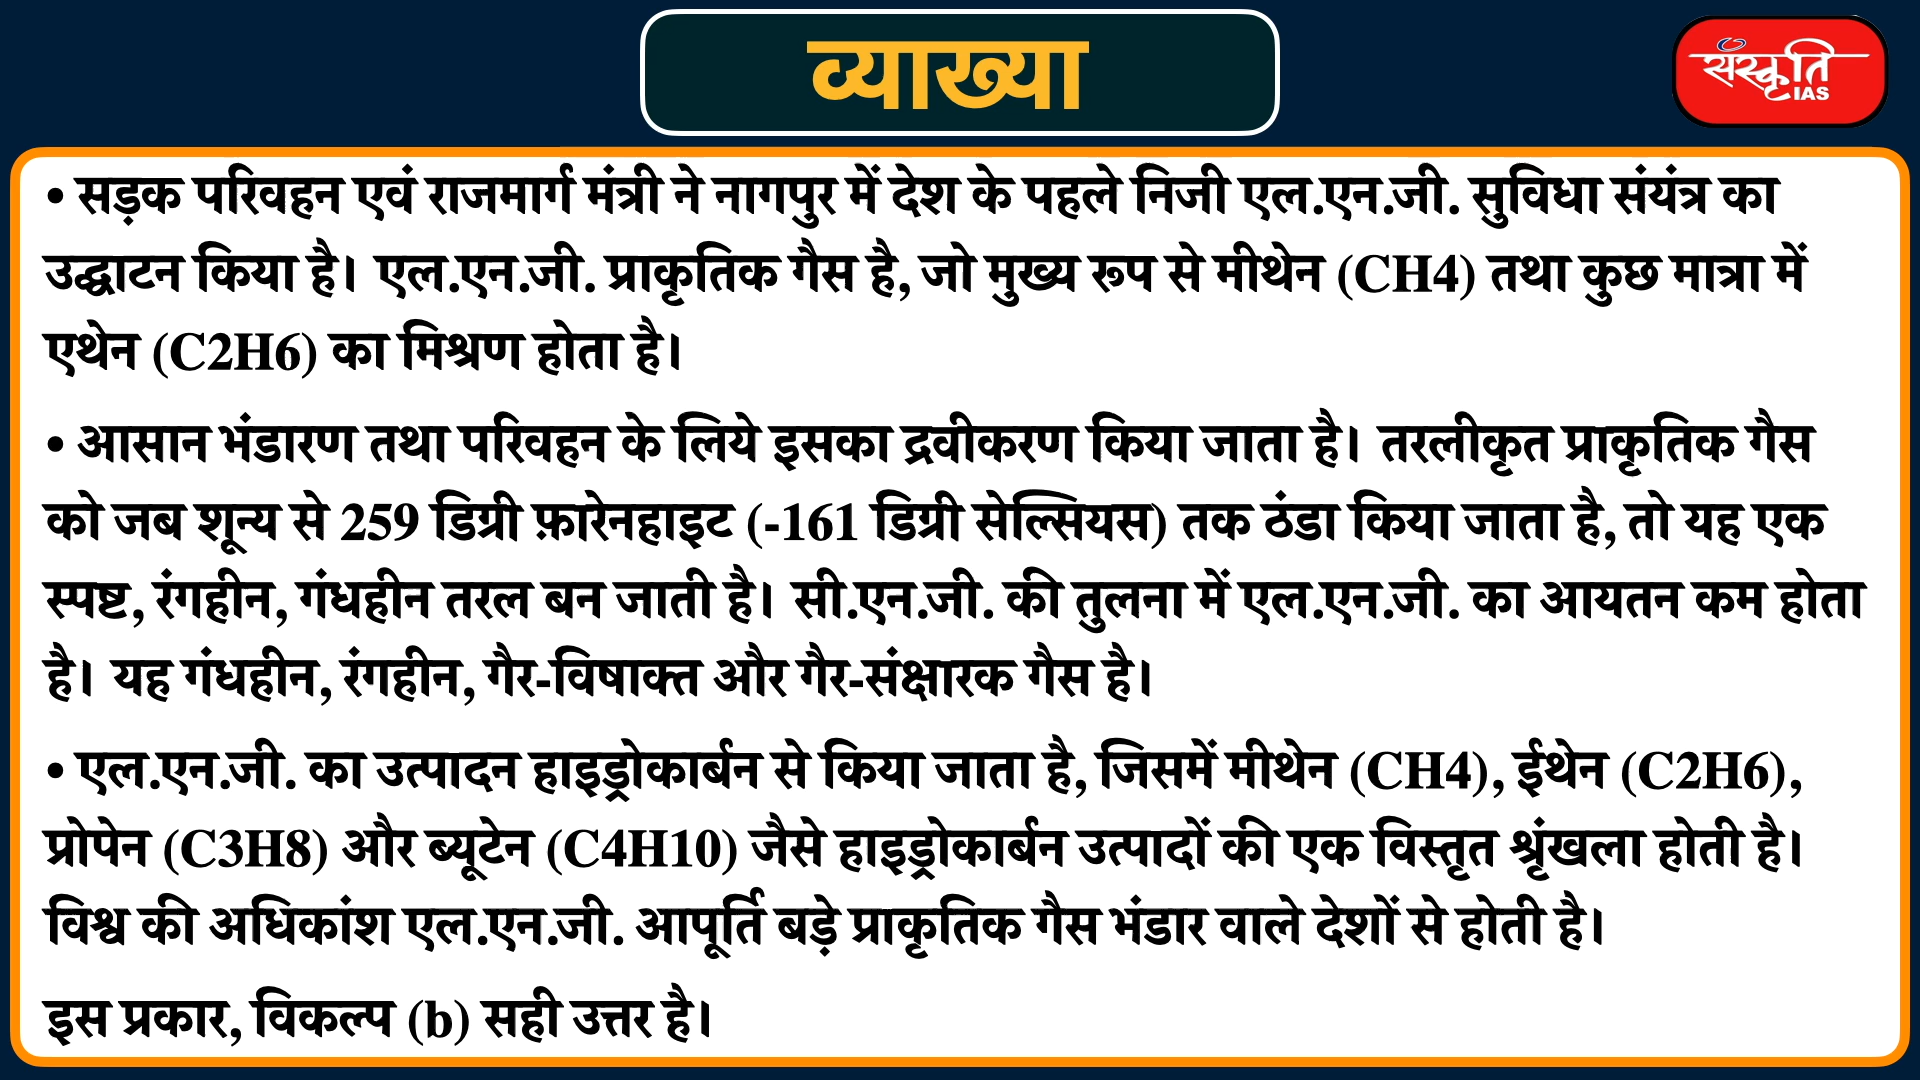 व्याख्या
संस्कृति
IAS
• सड़क परिवहन एवं राजमार्ग मंत्री ने नागपुर में देश के पहले निजी एल.एन.जी. सुविधा संयंत्र का
उद्घाटन किया है। एल.एन.जी. प्राकृतिक गैस है, जो मुख्य रूप से मीथेन (CH4) तथा कुछ मात्रा में
एथेन (C2H6) का मिश्रण होता है।
• आसान भंडारण तथा परिवहन के लिये इसका द्रवीकरण किया जाता है। तरलीकृत प्राकृतिक गैस
को जब शून्य से 259 डिग्री फ़ारेनहाइट (-161 डिग्री सेल्सियस) तक ठंडा किया जाता है, तो यह एक
स्पष्ट, रंगहीन, गंधहीन तरल बन जाती है। सी.एन.जी. की तुलना में एल.एन.जी. का आयतन कम होता
है। यह गंधहीन, रंगहीन, गैर-विषाक्त और गैर-संक्षारक गैस है।
• एल.एन.जी. का उत्पादन हाइड्रोकार्बन से किया जाता है, जिसमें मीथेन (CH4), ईथेन (C2H6),
प्रोपेन (C3H8) और ब्यूटेन (C4H10) जैसे हाइड्रोकार्बन उत्पादों की एक विस्तृत श्रृंखला होती है।
विश्व की अधिकांश एल.एन.जी. आपूर्ति बड़े प्राकृतिक गैस भंडार वाले देशों से होती है।
इस प्रकार, विकल्प (b) सही उत्तर है।